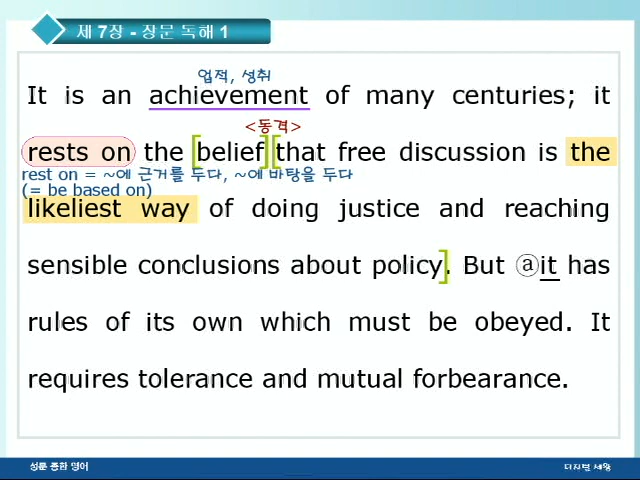 제 7장 - 장문 독해 1
업적, 성취
It is an achievement of many centuries; it
<동격>
rests on the [belief][that free discussion is the
rest on = ~에 근거를 두다, ~에 바탕을 두다
(= be based on)
likeliest way of doing justice and reaching
sensible conclusions about policy]. But ⓐit has
rules of its own which must be obeyed. It
requires tolerance and mutual forbearance.
성문 종합 영어
디지털 세움